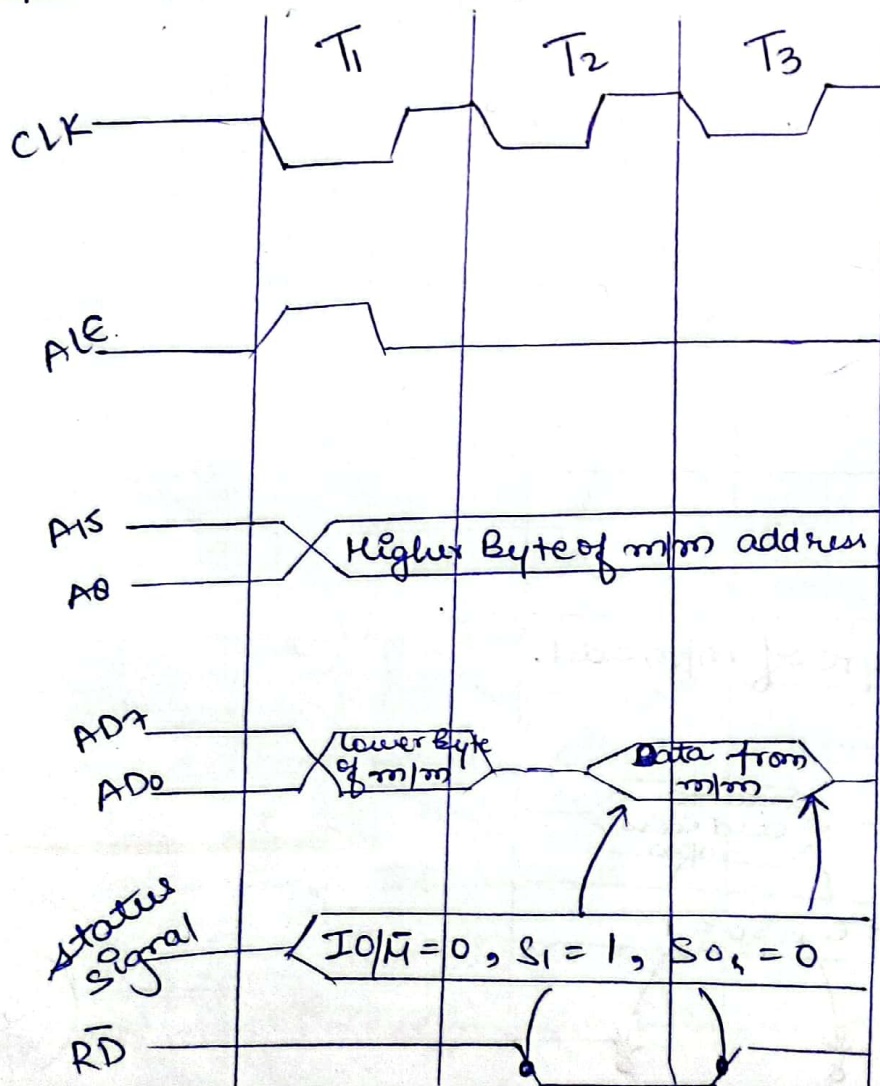 T1 T2 T3
CLK
ALE.
A15
A8
Higher Byte of m/m address
AD7
AD0
Lower Byte
of m/m
Data from
m/m
Status
signal
IO/M̅=0, S1 = 1, S0, = 0
R̅D̅